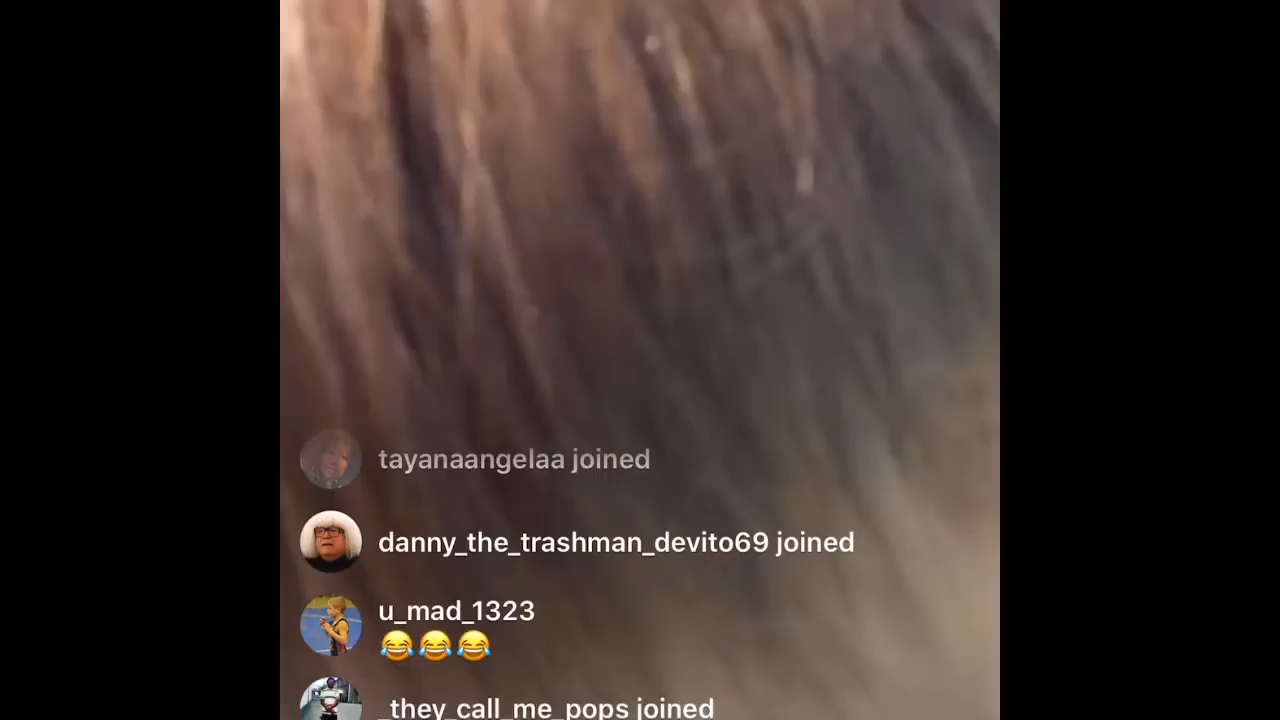 tayanaangelaa joined
danny_the_trashman_devito69 joined
u_mad_1323
😂😂😂
_they_call_me_pops joined